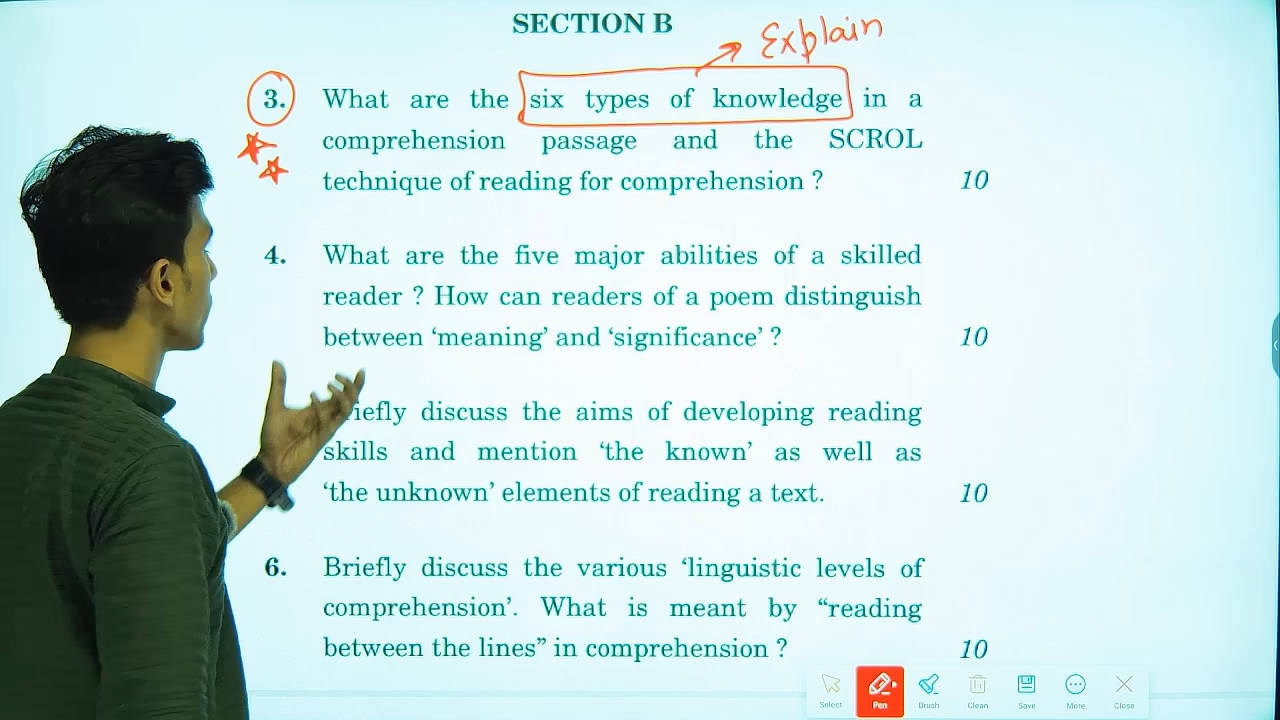 SECTION B
Explain
3. What are the six types of knowledge in a
comprehension passage and the SCROL
technique of reading for comprehension ? 10
4. What are the five major abilities of a skilled
reader ? How can readers of a poem distinguish
between ‘meaning’ and ‘significance’ ? 10
discuss the aims of developing reading
skills and mention ‘the known’ as well as
‘the unknown’ elements of reading a text. 10
6. Briefly discuss the various ‘linguistic levels of
comprehension’. What is meant by “reading
between the lines” in comprehension ? 10
Select Pen Brush Clean Save More Close